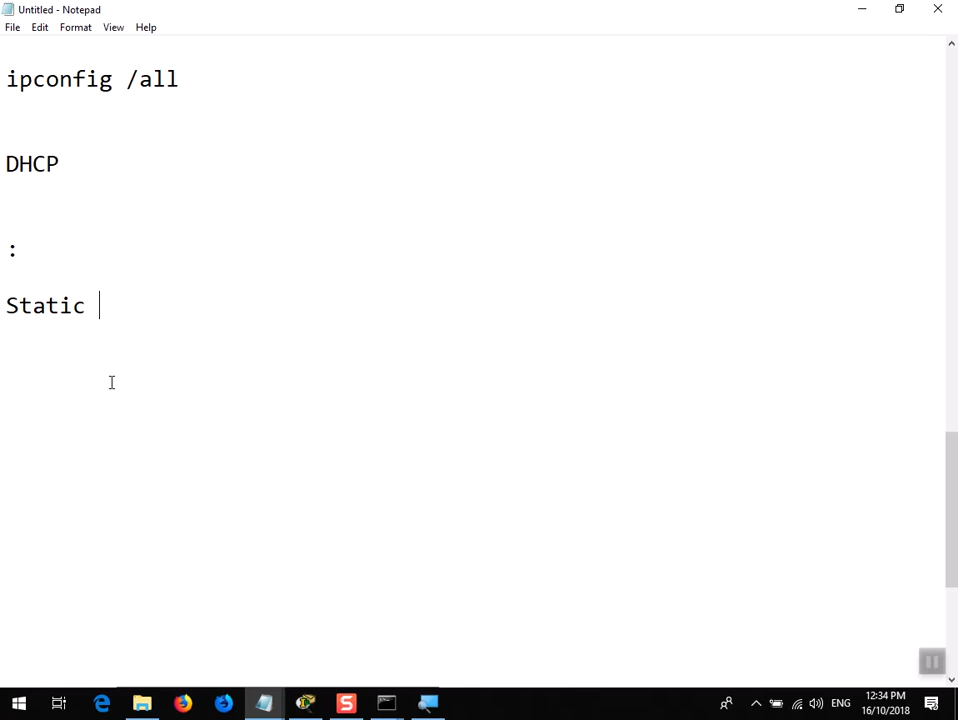 Untitled - Notepad
File Edit Format View Help
ipconfig /all
DHCP
:
Static
S
ENG
12:34 PM
16/10/2018